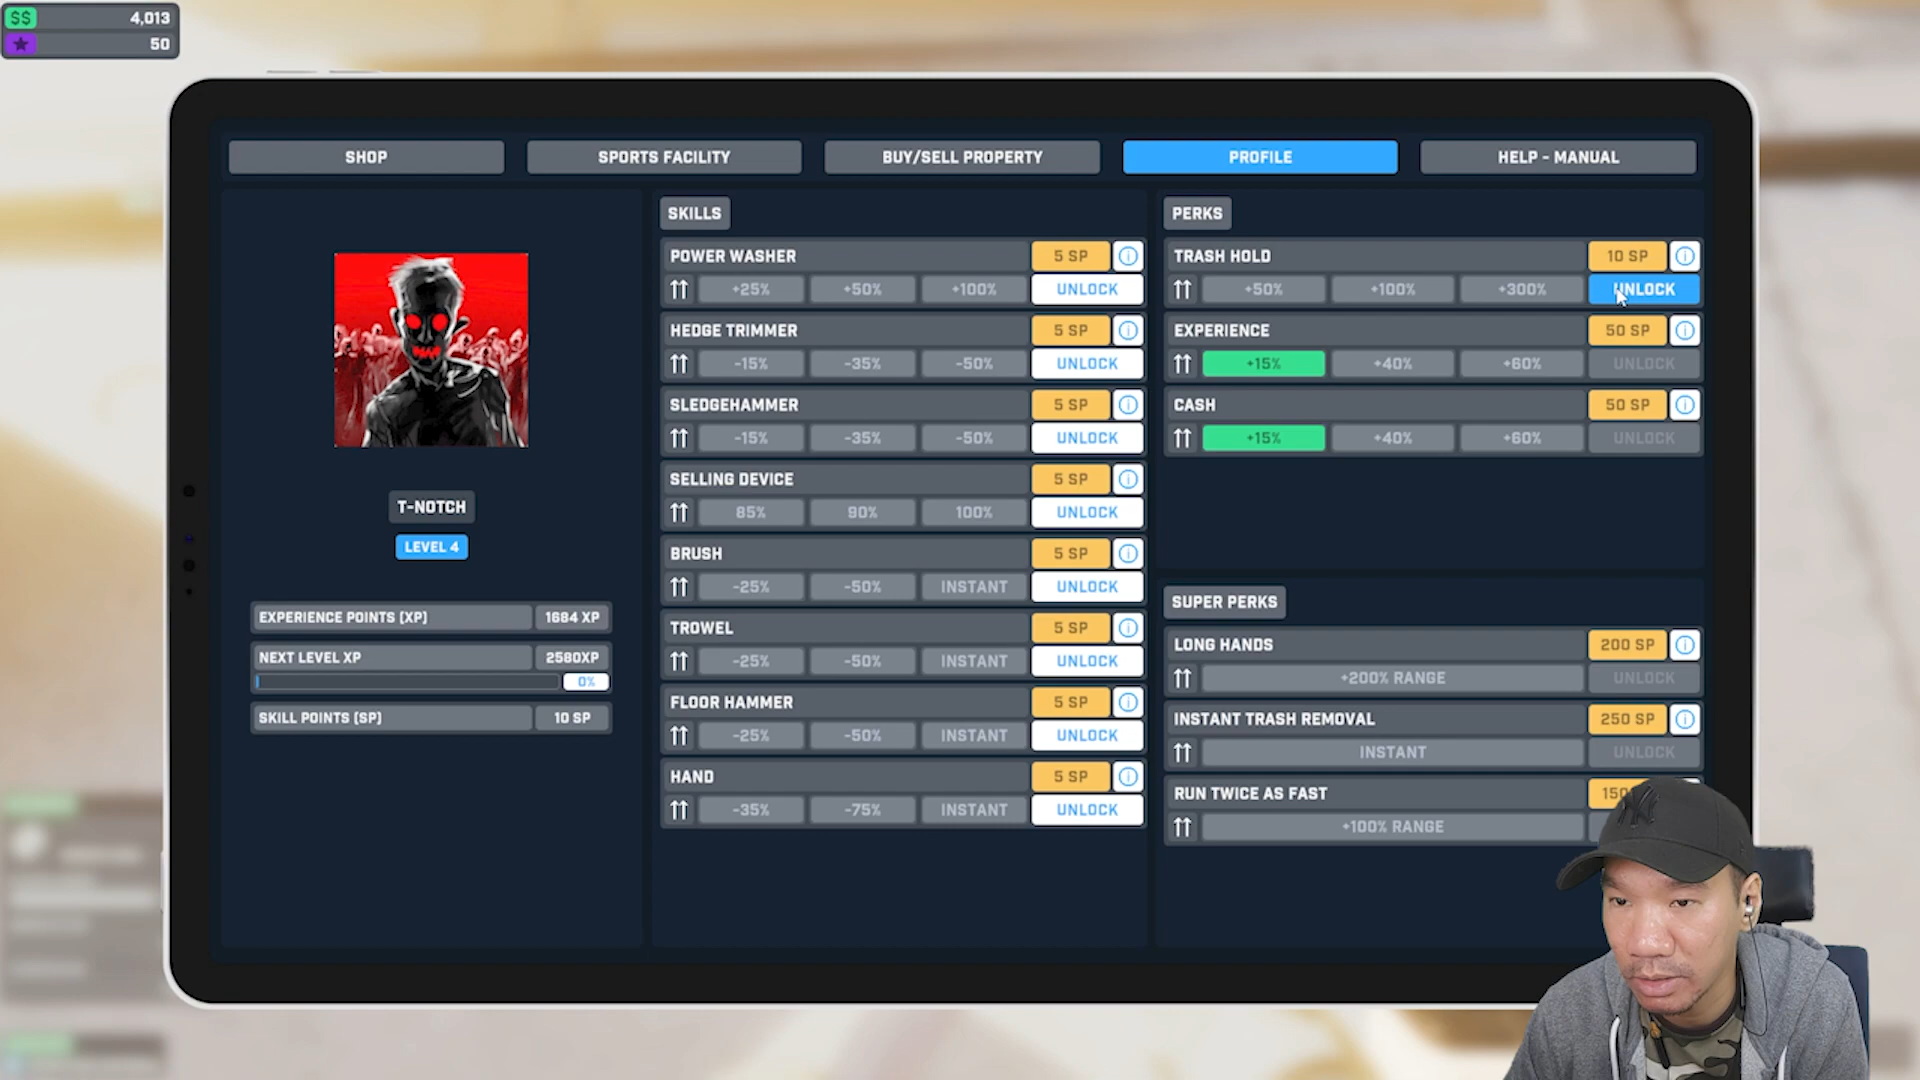 $$ 4,013
50
SHOP
SPORTS FACILITY
BUY/SELL PROPERTY
PROFILE
HELP - MANUAL
T-NOTCH
LEVEL 4
EXPERIENCE POINTS (XP) 1684 XP
NEXT LEVEL XP 2580XP
0%
SKILL POINTS (SP) 10 SP
SKILLS
POWER WASHER 5 SP
+25% +50% +100% UNLOCK
HEDGE TRIMMER 5 SP
-15% -35% -50% UNLOCK
SLEDGEHAMMER 5 SP
-15% -35% -50% UNLOCK
SELLING DEVICE 5 SP
85% 90% 100% UNLOCK
BRUSH 5 SP
-25% -50% INSTANT UNLOCK
TROWEL 5 SP
-25% -50% INSTANT UNLOCK
FLOOR HAMMER 5 SP
-25% -50% INSTANT UNLOCK
HAND 5 SP
-35% -75% INSTANT UNLOCK
PERKS
TRASH HOLD 10 SP
+50% +100% +300% UNLOCK
EXPERIENCE 50 SP
+15% +40% +60% UNLOCK
CASH 50 SP
+15% +40% +60% UNLOCK
SUPER PERKS
LONG HANDS 200 SP
+200% RANGE UNLOCK
INSTANT TRASH REMOVAL 250 SP
INSTANT UNLOCK
RUN TWICE AS FAST 150
+100% RANGE